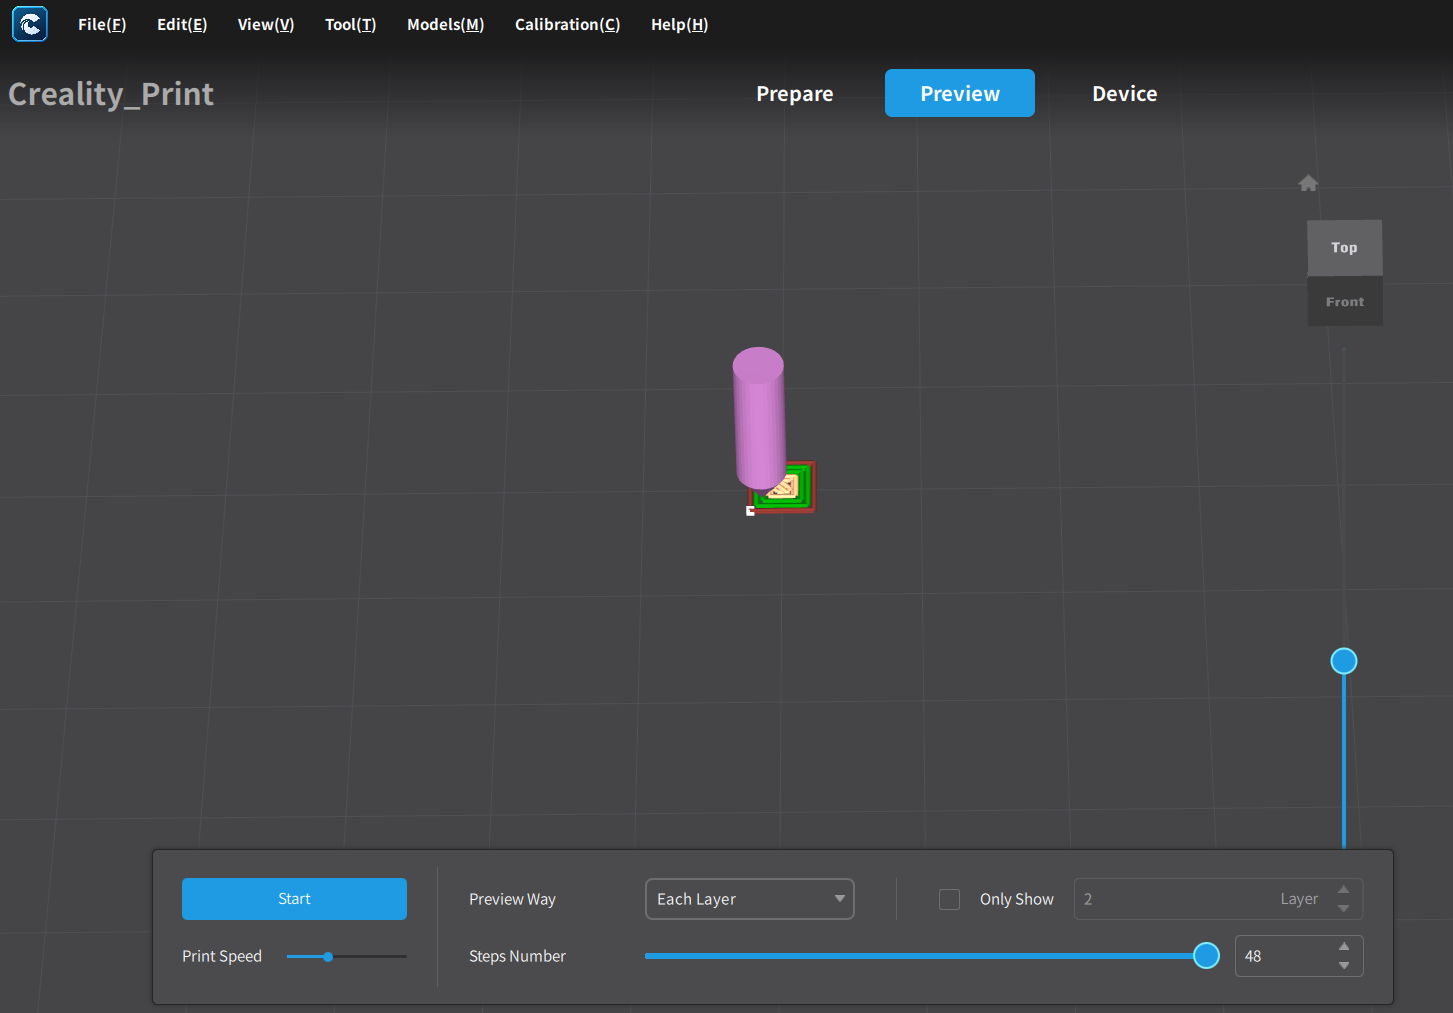 File(F) Edit(E) View(V) Tool(T) Models(M) Calibration(C) Help(H)
Creality_Print
Prepare Preview Device
Top
Front
Start
Preview Way Each Layer Only Show 2 Layer
Print Speed
Steps Number 48